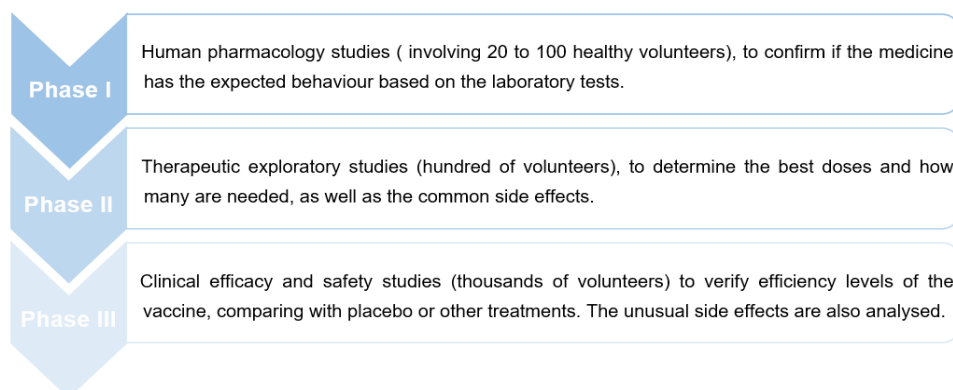 Phase I
Human pharmacology studies ( involving 20 to 100 healthy volunteers), to confirm if the medicine
has the expected behaviour based on the laboratory tests.
Phase II
Therapeutic exploratory studies (hundred of volunteers), to determine the best doses and how
many are needed, as well as the common side effects.
Phase III
Clinical efficacy and safety studies (thousands of volunteers) to verify efficiency levels of the
vaccine, comparing with placebo or other treatments. The unusual side effects are also analysed.